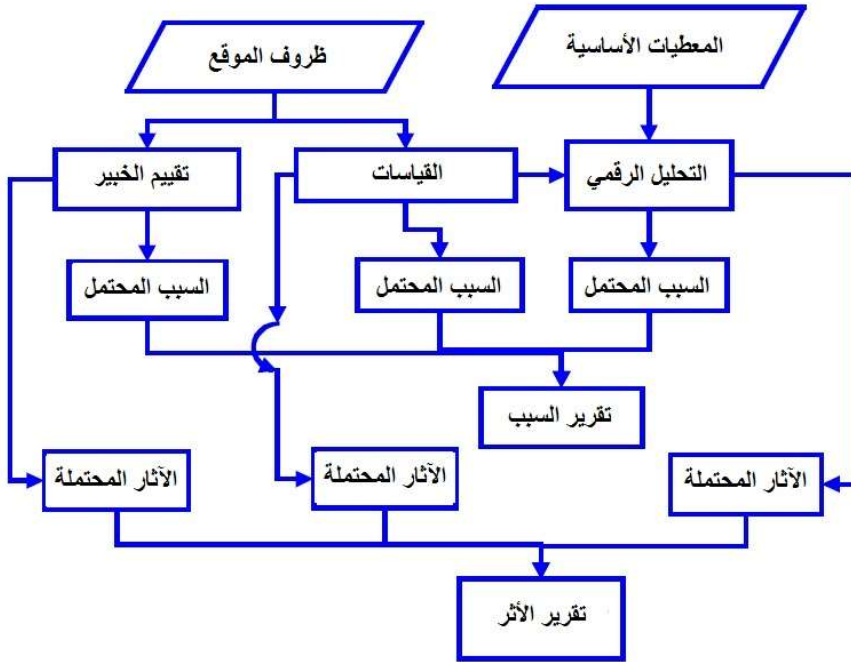 المعطيات الأساسية
ظروف الموقع
التحليل الرقمي
القياسات
تقييم الخبير
السبب المحتمل
السبب المحتمل
السبب المحتمل
تقرير السبب
الآثار المحتملة
الآثار المحتملة
الآثار المحتملة
تقرير الأثر